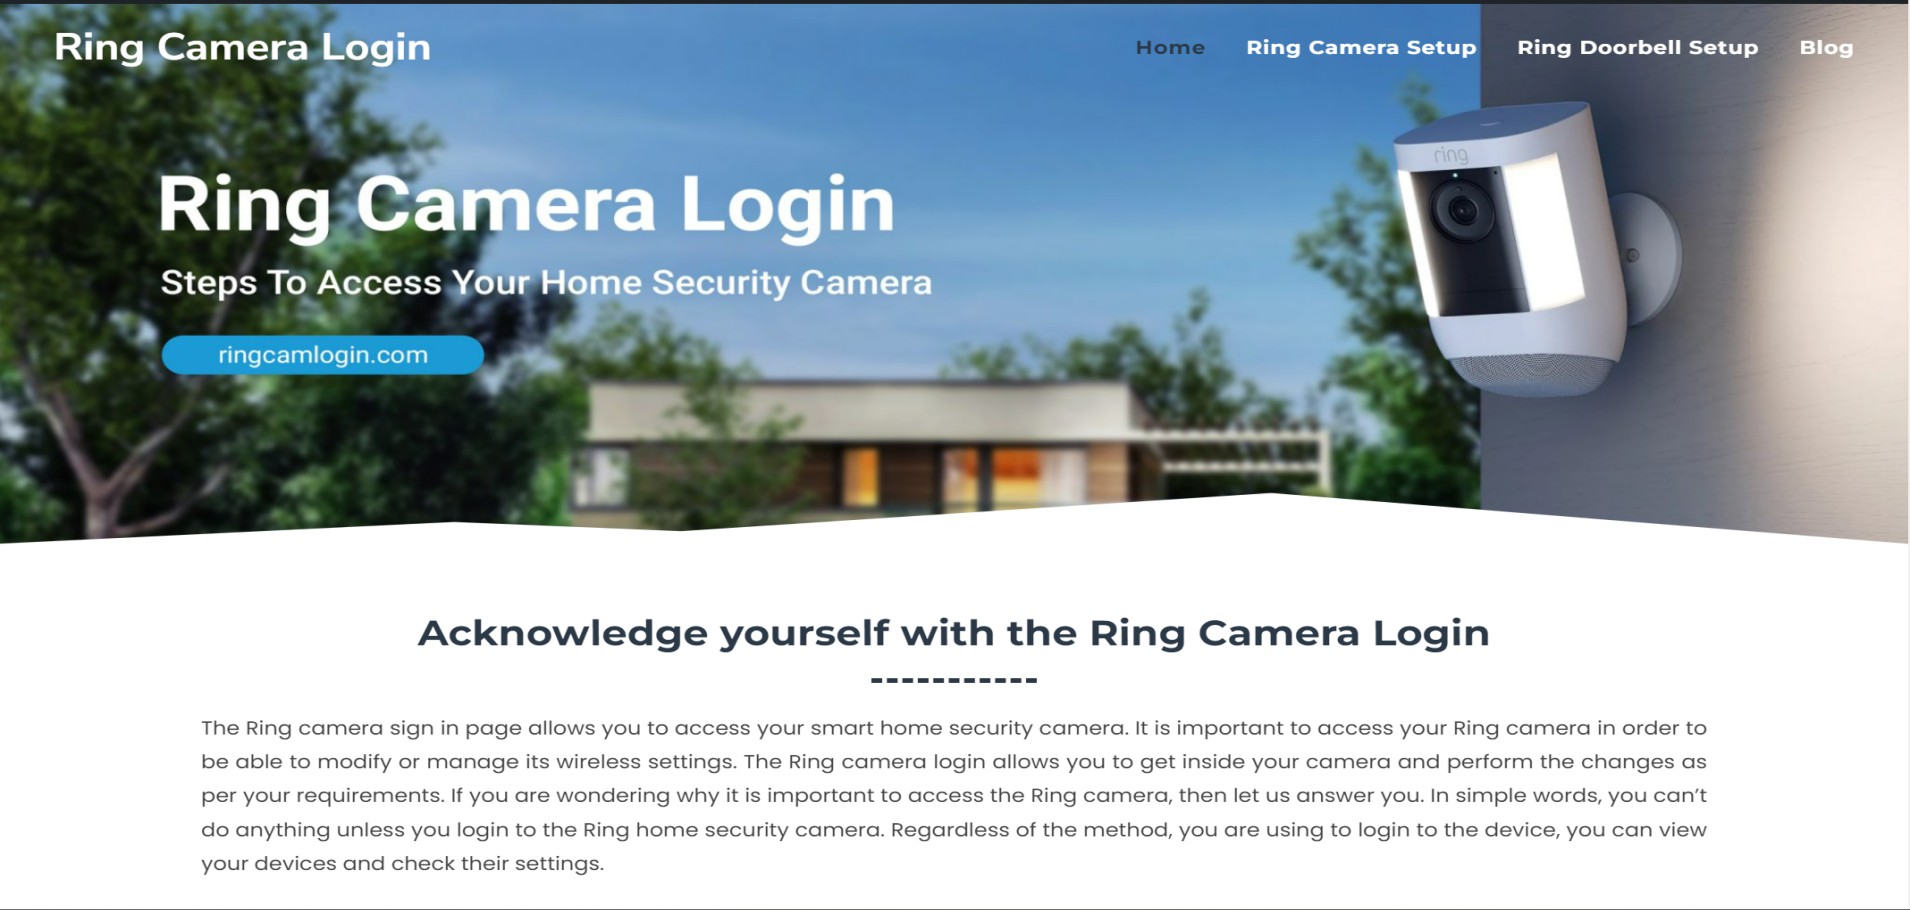 Ring Camera Login
Home Ring Camera Setup Ring Doorbell Setup Blog
ring
Ring Camera Login
Steps To Access Your Home Security Camera
ringcamlogin.com
Acknowledge yourself with the Ring Camera Login
-----------
The Ring camera sign in page allows you to access your smart home security camera. It is important to access your Ring camera in order to
be able to modify or manage its wireless settings. The Ring camera login allows you to get inside your camera and perform the changes as
per your requirements. If you are wondering why it is important to access the Ring camera, then let us answer you. In simple words, you can’t
do anything unless you login to the Ring home security camera. Regardless of the method, you are using to login to the device, you can view
your devices and check their settings.